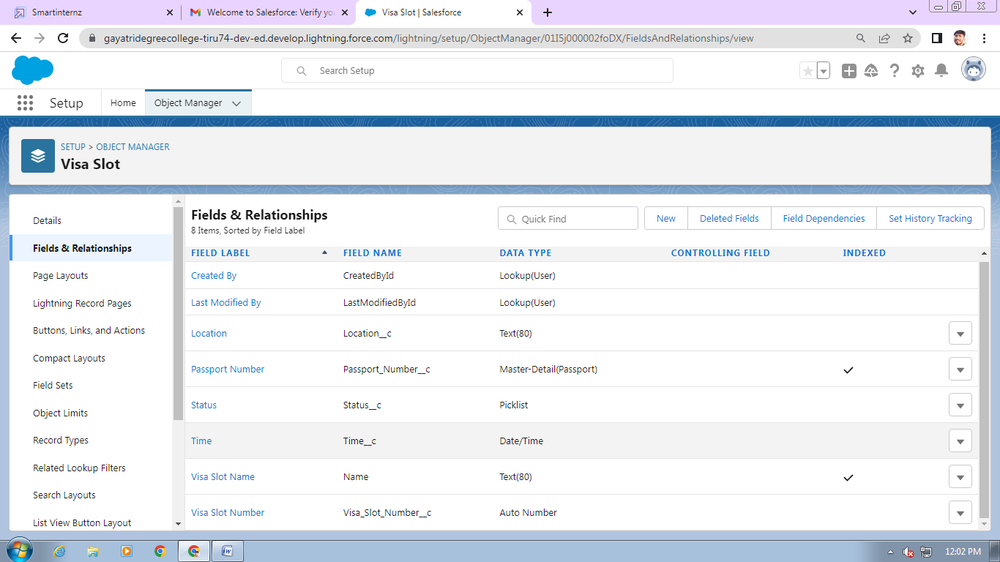 Smartinternz
Welcome to Salesforce: Verify yo
Visa Slot | Salesforce
gayatridegreecollege-tiru74-dev-ed.develop.lightning.force.com/lightning/setup/ObjectManager/01I5j000002foDX/FieldsAndRelationships/view
Search Setup
Setup
Home
Object Manager
SETUP > OBJECT MANAGER
Visa Slot
Details
Fields & Relationships
Page Layouts
Lightning Record Pages
Buttons, Links, and Actions
Compact Layouts
Field Sets
Object Limits
Record Types
Related Lookup Filters
Search Layouts
List View Button Layout
Fields & Relationships
8 Items, Sorted by Field Label
Quick Find
New
Deleted Fields
Field Dependencies
Set History Tracking
FIELD LABEL FIELD NAME DATA TYPE CONTROLLING FIELD INDEXED
Created By CreatedById Lookup(User)
Last Modified By LastModifiedById Lookup(User)
Location Location__c Text(80)
Passport Number Passport_Number__c Master-Detail(Passport)
Status Status__c Picklist
Time Time__c Date/Time
Visa Slot Name Name Text(80)
Visa Slot Number Visa_Slot_Number__c Auto Number
12:02 PM